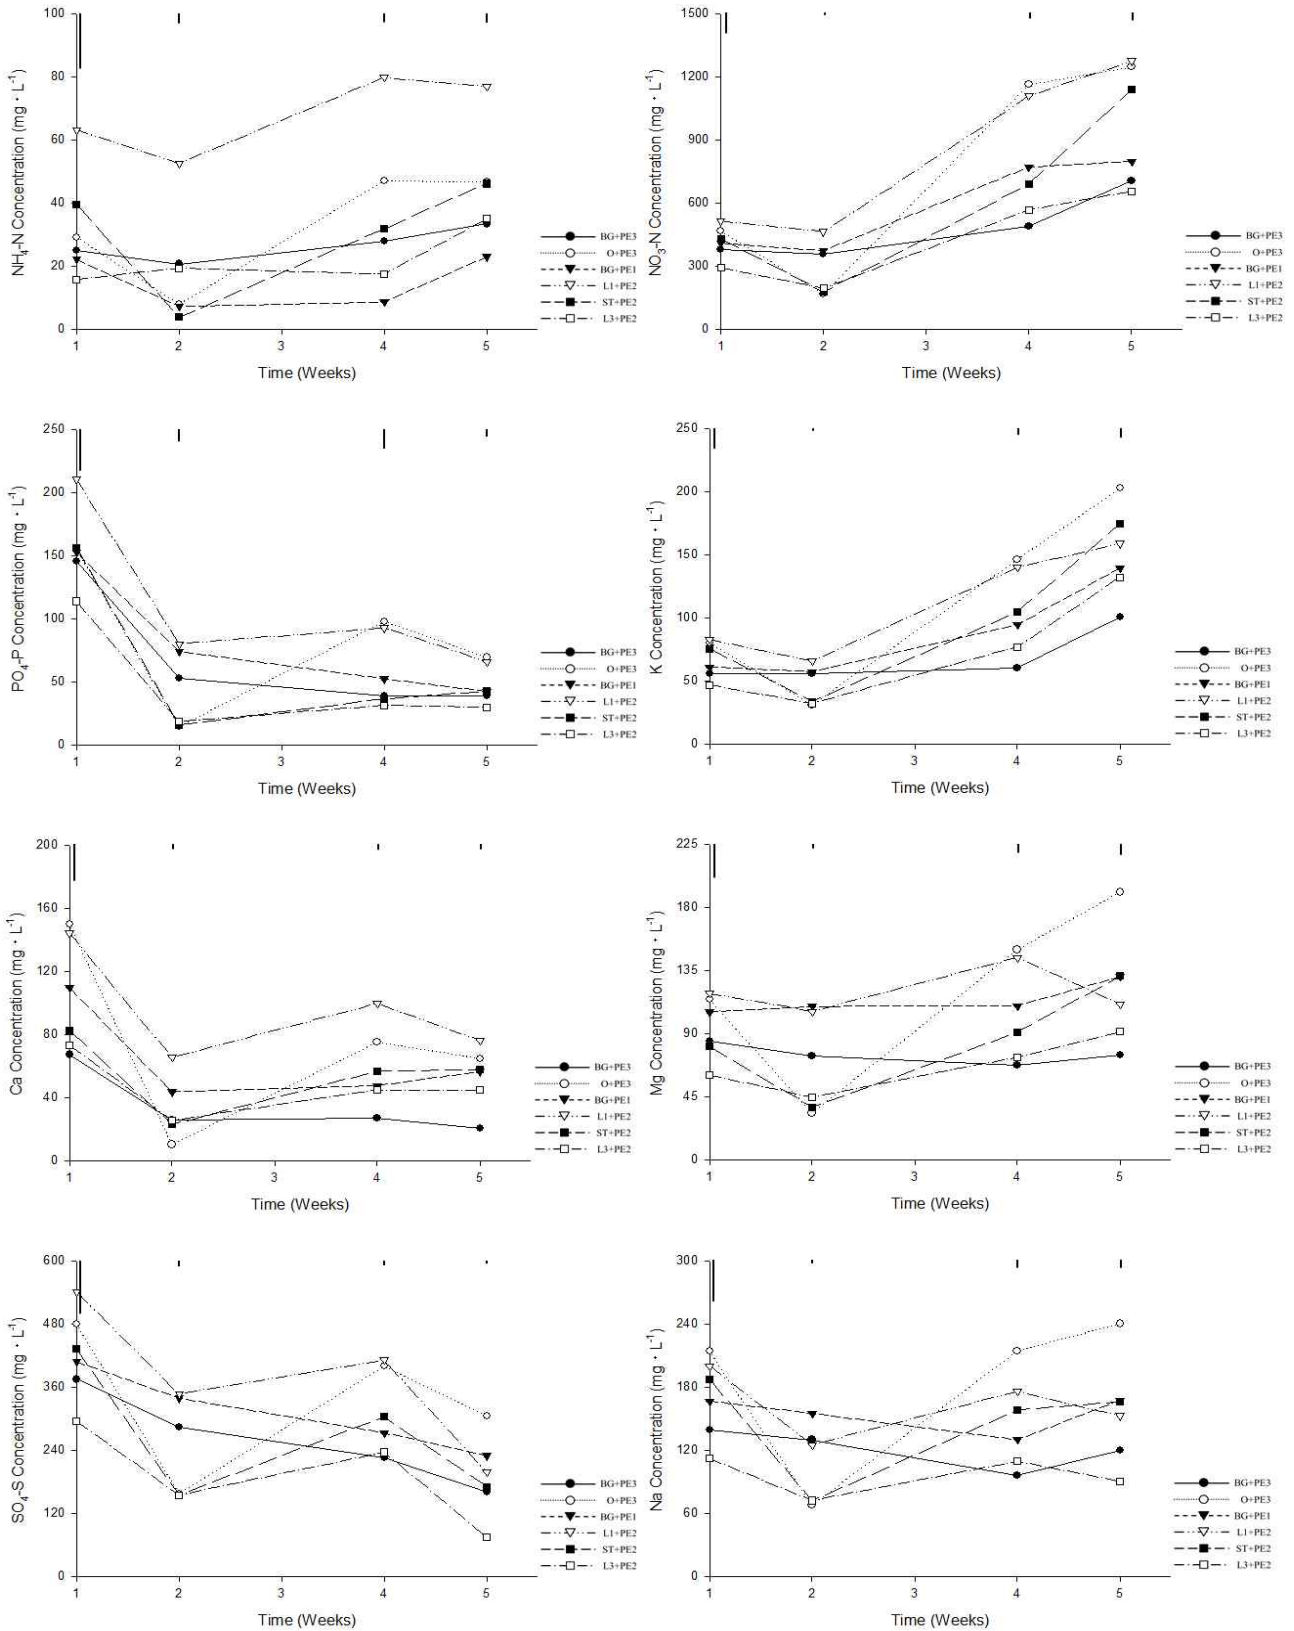 100
80
60
40
20
0
NH4-N Concentration (mg · L-1)
1 2 3 4 5
Time (Weeks)
BG+PE3
O+PE3
BG+PE1
L1+PE2
ST+PE2
L3+PE2
1500
1200
900
600
300
0
NO3-N Concentration (mg · L-1)
1 2 3 4 5
Time (Weeks)
BG+PE3
O+PE3
BG+PE1
L1+PE2
ST+PE2
L3+PE2
250
200
150
100
50
0
PO4-P Concentration (mg · L-1)
1 2 3 4 5
Time (Weeks)
BG+PE3
O+PE3
BG+PE1
L1+PE2
ST+PE2
L3+PE2
250
200
150
100
50
0
K Concentration (mg · L-1)
1 2 3 4 5
Time (Weeks)
BG+PE3
O+PE3
BG+PE1
L1+PE2
ST+PE2
L3+PE2
200
160
120
80
40
0
Ca Concentration (mg · L-1)
1 2 3 4 5
Time (Weeks)
BG+PE3
O+PE3
BG+PE1
L1+PE2
ST+PE2
L3+PE2
225
180
135
90
45
0
Mg Concentration (mg · L-1)
1 2 3 4 5
Time (Weeks)
BG+PE3
O+PE3
BG+PE1
L1+PE2
ST+PE2
L3+PE2
600
480
360
240
120
0
SO4-S Concentration (mg · L-1)
1 2 3 4 5
Time (Weeks)
BG+PE3
O+PE3
BG+PE1
L1+PE2
ST+PE2
L3+PE2
300
240
180
120
60
0
Na Concentration (mg · L-1)
1 2 3 4 5
Time (Weeks)
BG+PE3
O+PE3
BG+PE1
L1+PE2
ST+PE2
L3+PE2